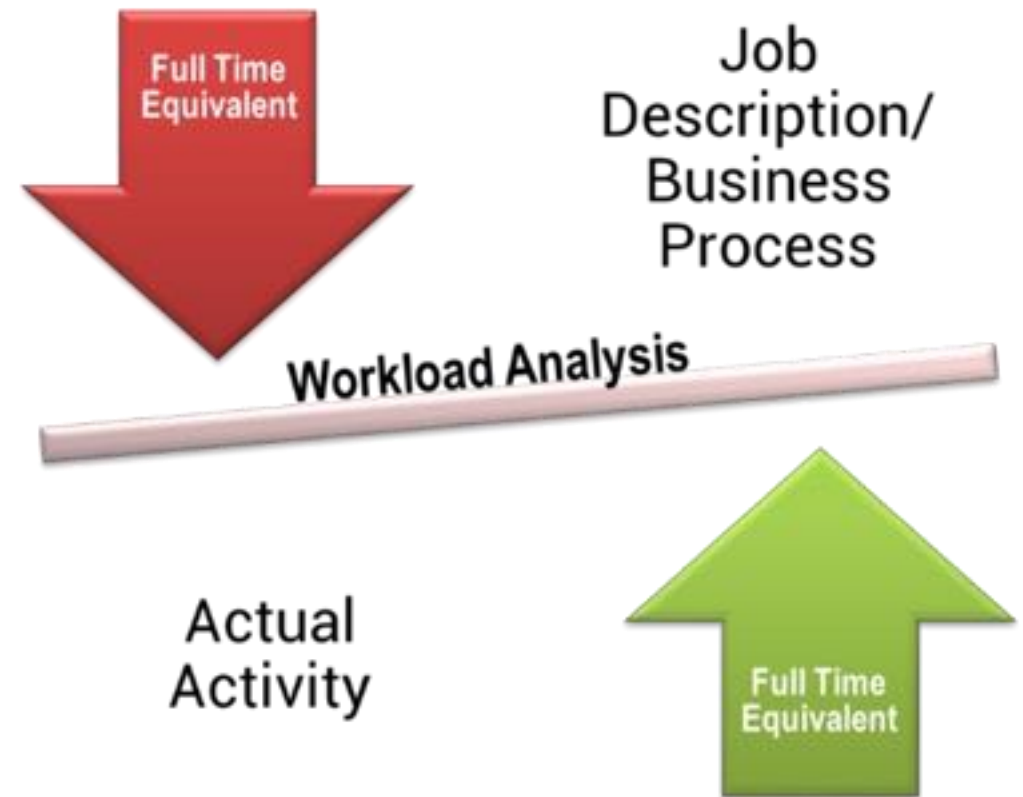 Full Time
Equivalent
Job
Description/
Business
Process
Workload Analysis
Actual
Activity
Full Time
Equivalent